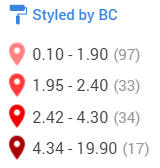 Styled by BC
0.10 - 1.90 (97)
1.95 - 2.40 (33)
2.42 - 4.30 (34)
4.34 - 19.90 (17)